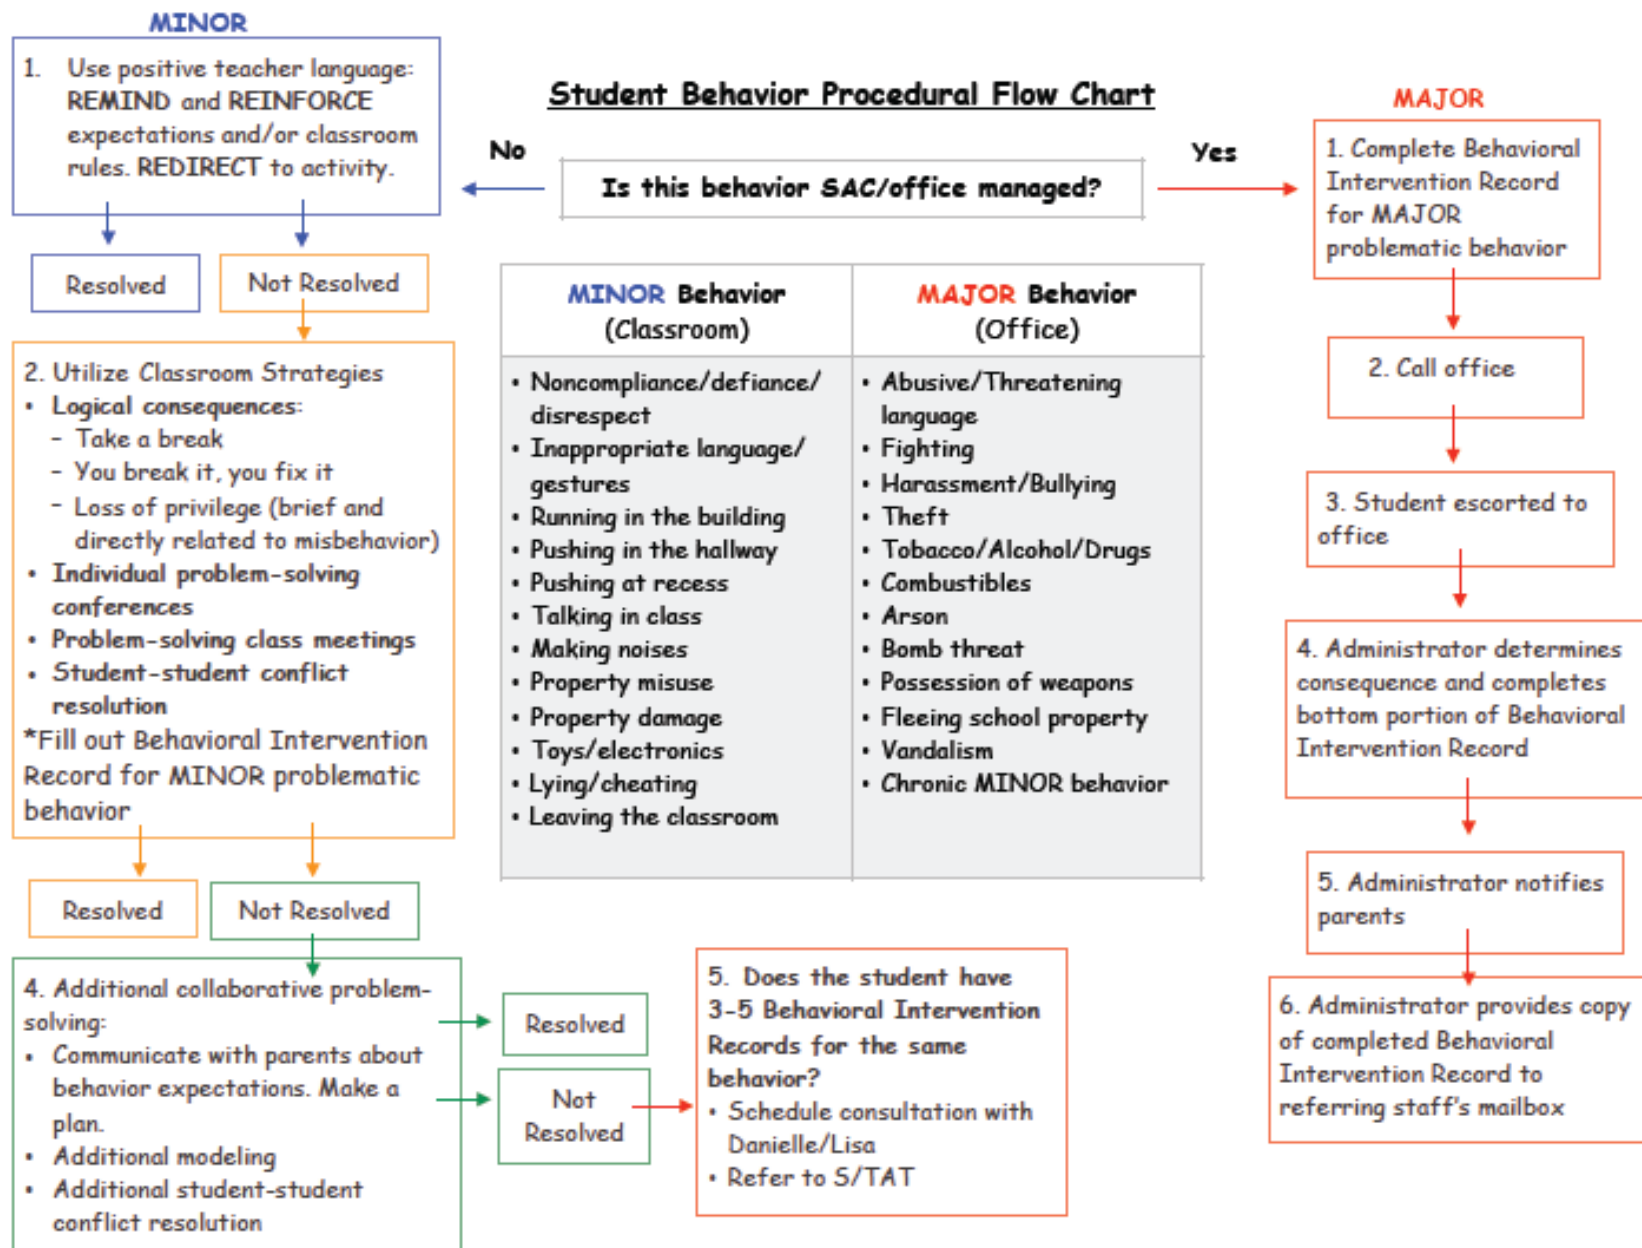 MINOR
1. Use positive teacher language:
REMIND and REINFORCE
expectations and/or classroom
rules. REDIRECT to activity.
Resolved
Not Resolved
2. Utilize Classroom Strategies
• Logical consequences:
- Take a break
- You break it, you fix it
- Loss of privilege (brief and
directly related to misbehavior)
• Individual problem-solving
conferences
• Problem-solving class meetings
• Student-student conflict
resolution
*Fill out Behavioral Intervention
Record for MINOR problematic
behavior
Resolved
Not Resolved
4. Additional collaborative problem-
solving:
• Communicate with parents about
behavior expectations. Make a
plan.
• Additional modeling
• Additional student-student
conflict resolution
Resolved
Not
Resolved
5. Does the student have
3-5 Behavioral Intervention
Records for the same
behavior?
• Schedule consultation with
Danielle/Lisa
• Refer to S/TAT
Student Behavior Procedural Flow Chart
No
Is this behavior SAC/office managed?
Yes
MINOR Behavior
(Classroom)
• Noncompliance/defiance/
disrespect
• Inappropriate language/
gestures
• Running in the building
• Pushing in the hallway
• Pushing at recess
• Talking in class
• Making noises
• Property misuse
• Property damage
• Toys/electronics
• Lying/cheating
• Leaving the classroom
MAJOR Behavior
(Office)
• Abusive/Threatening
language
• Fighting
• Harassment/Bullying
• Theft
• Tobacco/Alcohol/Drugs
• Combustibles
• Arson
• Bomb threat
• Possession of weapons
• Fleeing school property
• Vandalism
• Chronic MINOR behavior
MAJOR
1. Complete Behavioral
Intervention Record
for MAJOR
problematic behavior
2. Call office
3. Student escorted to
office
4. Administrator determines
consequence and completes
bottom portion of Behavioral
Intervention Record
5. Administrator notifies
parents
6. Administrator provides copy
of completed Behavioral
Intervention Record to
referring staff's mailbox